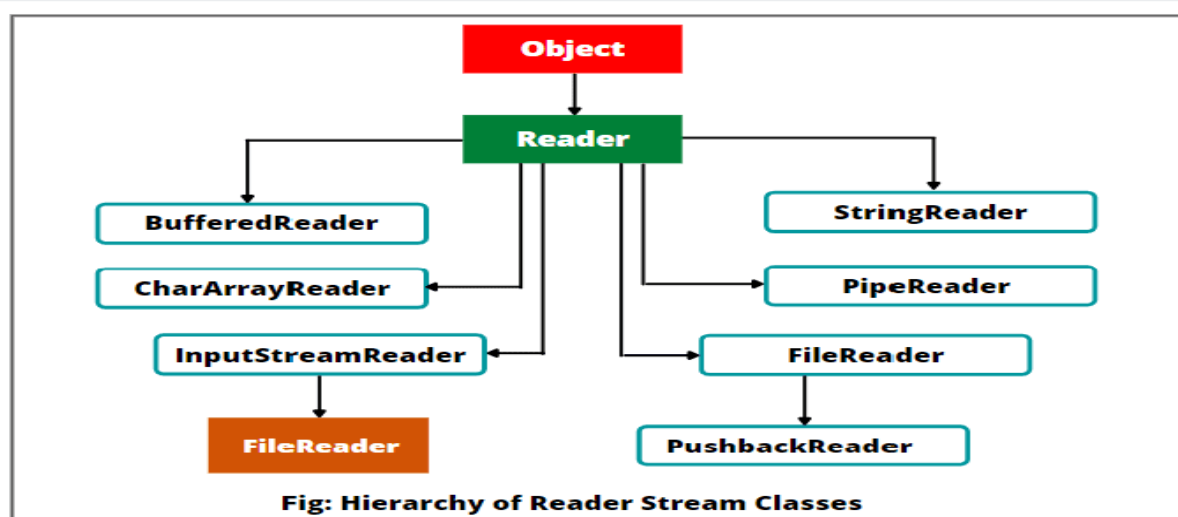 Object
Reader
BufferedReader
StringReader
CharArrayReader
PipeReader
InputStreamReader
FileReader
FileReader
PushbackReader
Fig: Hierarchy of Reader Stream Classes